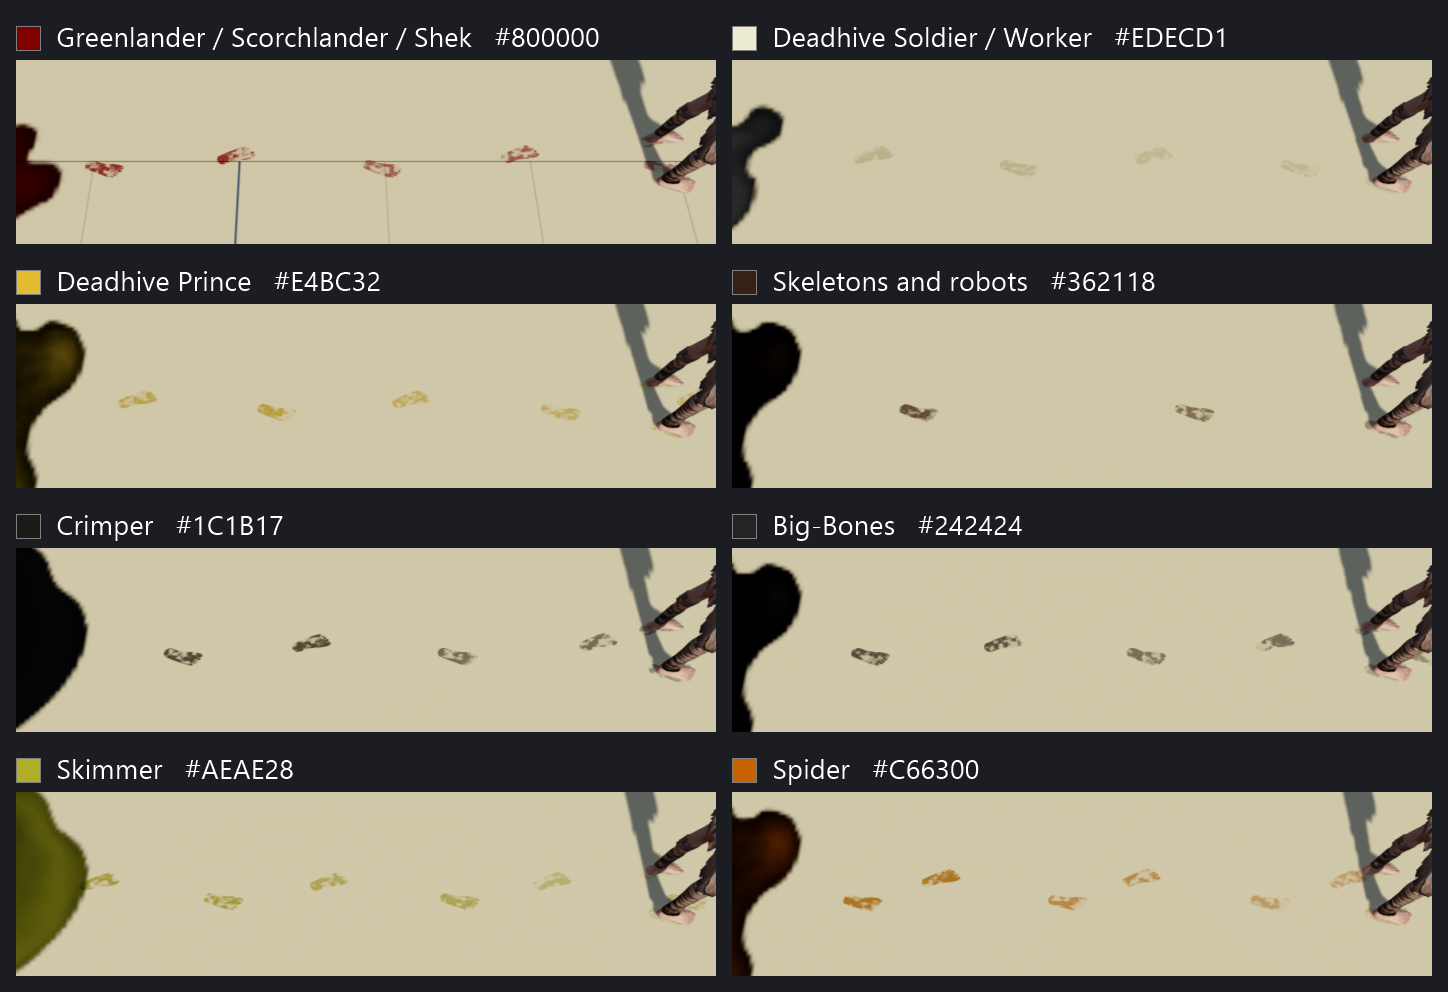 Greenlander / Scorchlander / Shek #800000
Deadhive Soldier / Worker #EDECD1
Deadhive Prince #E4BC32
Skeletons and robots #362118
Crimper #1C1B17
Big-Bones #242424
Skimmer #AEAE28
Spider #C66300